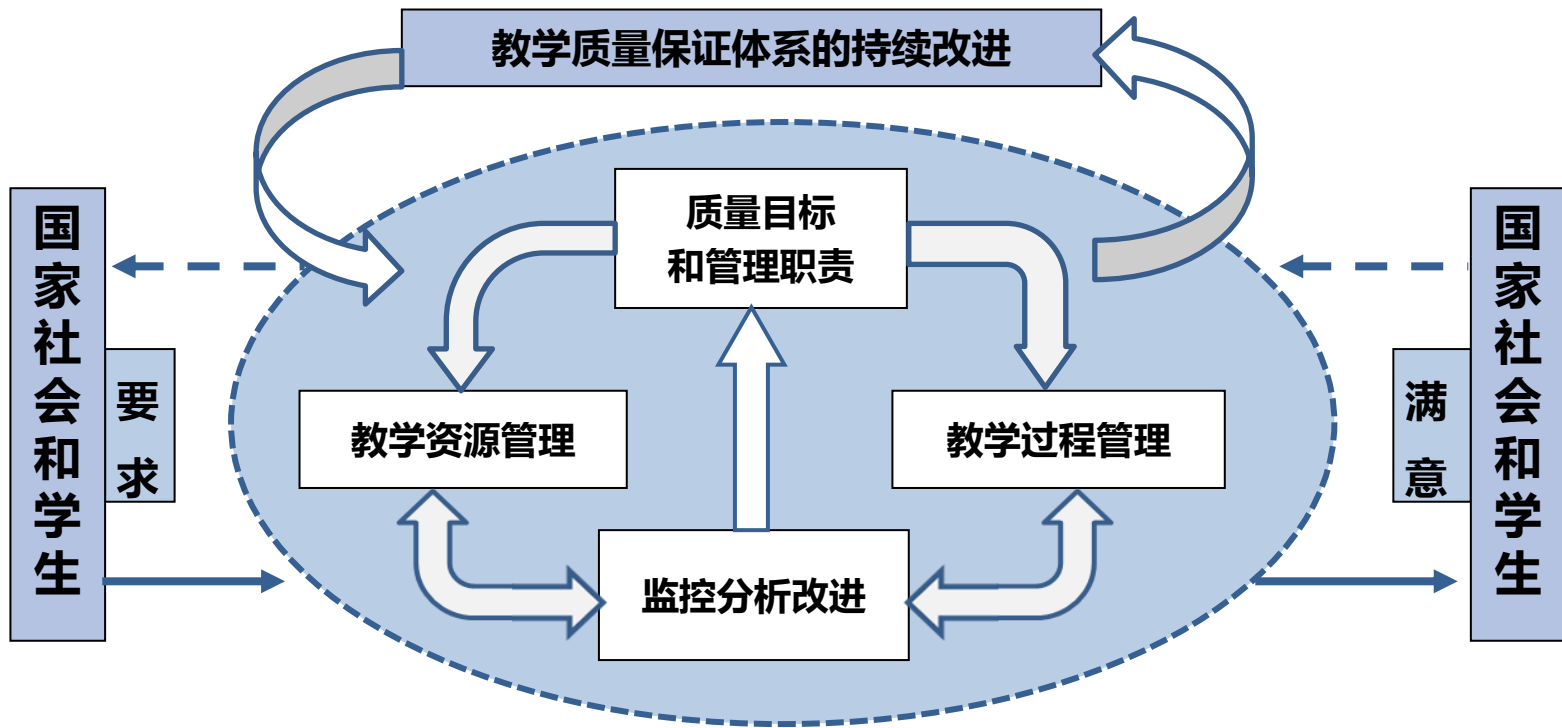 教学质量保证体系的持续改进
国家社会和学生
要求
质量目标
和管理职责
教学资源管理
教学过程管理
监控分析改进
满意
国家社会和学生